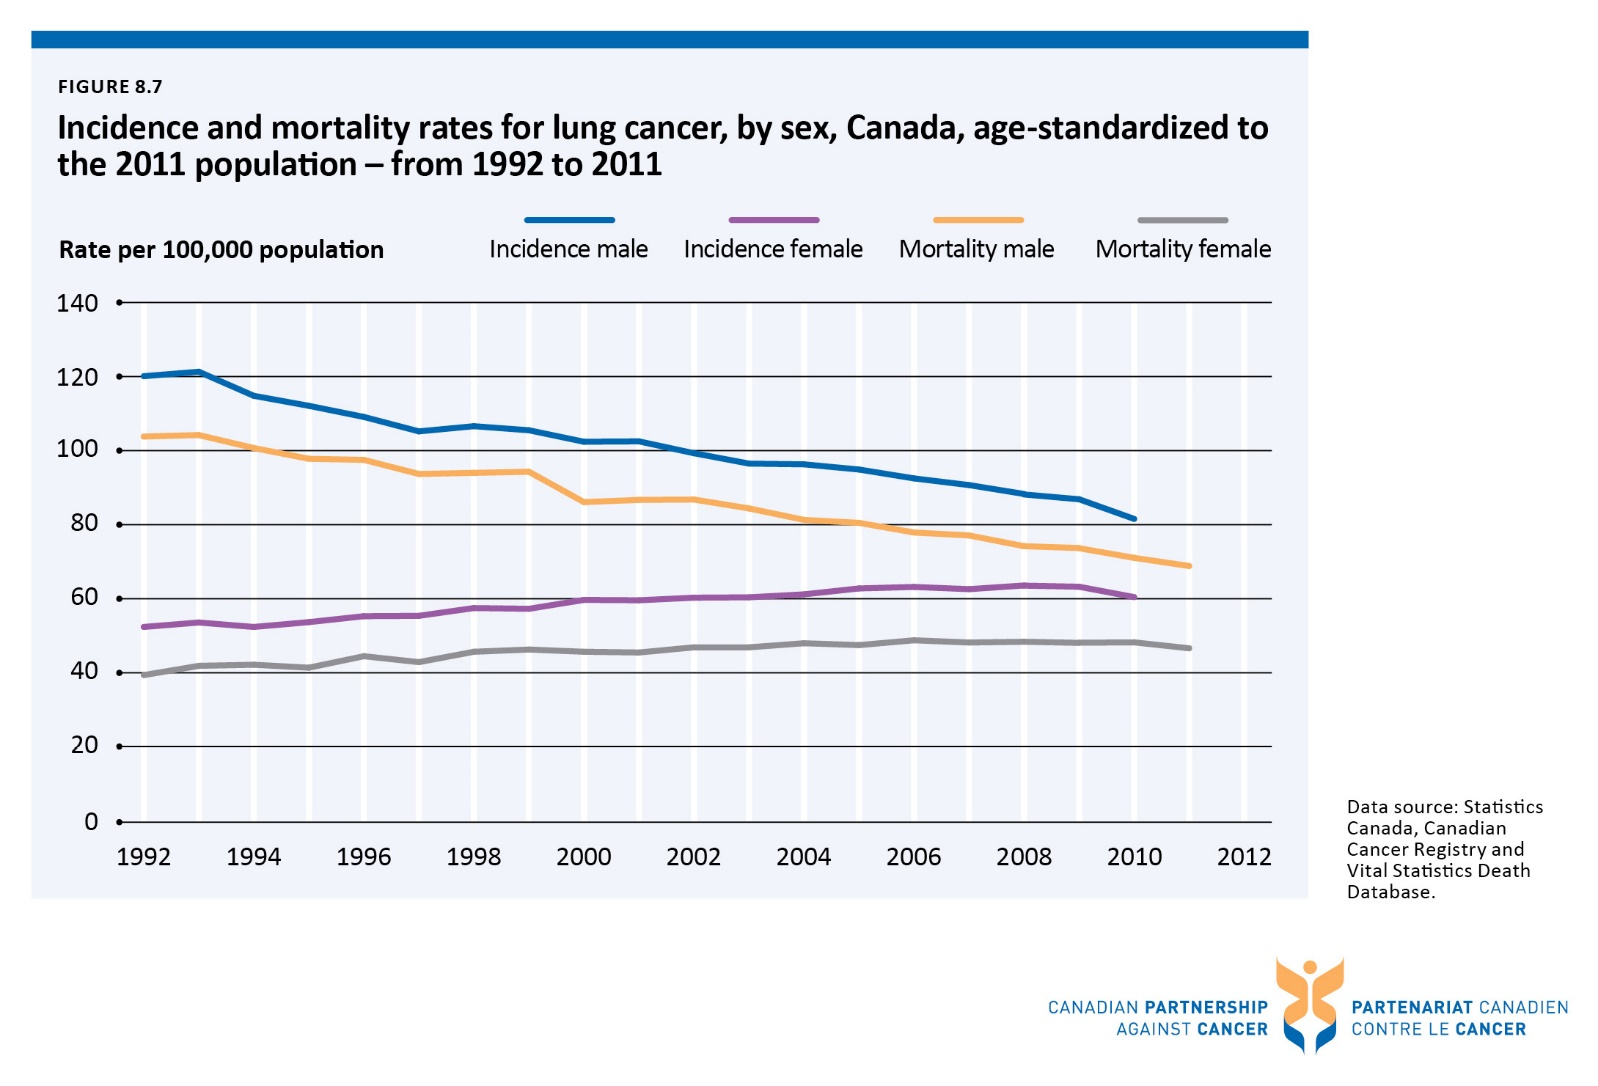 FIGURE 8.7
Incidence and mortality rates for lung cancer, by sex, Canada, age-standardized to
the 2011 population – from 1992 to 2011
Rate per 100,000 population
Incidence male
Incidence female
Mortality male
Mortality female
140
120
100
80
60
40
20
0
1992 1994 1996 1998 2000 2002 2004 2006 2008 2010 2012
Data source: Statistics
Canada, Canadian
Cancer Registry and
Vital Statistics Death
Database.
CANADIAN PARTNERSHIP
AGAINST CANCER
PARTENARIAT CANADIEN
CONTRE LE CANCER